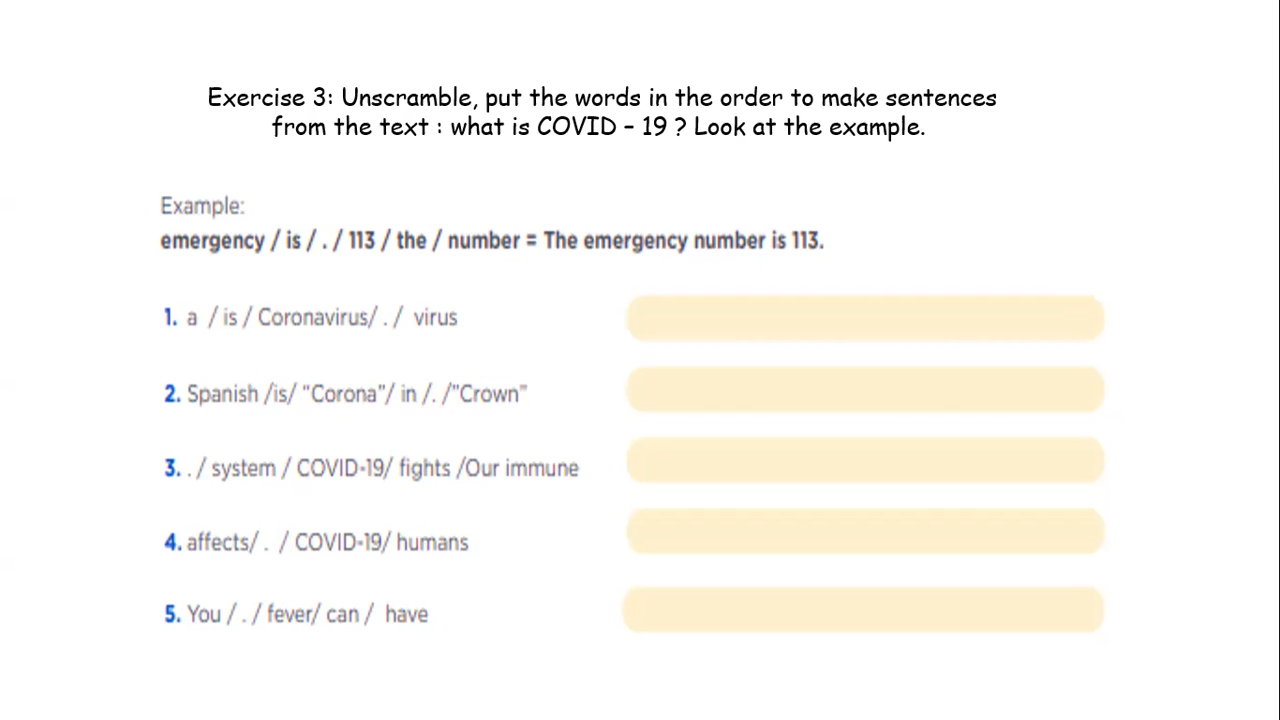 Exercise 3: Unscramble, put the words in the order to make sentences
from the text : what is COVID – 19 ? Look at the example.
Example:
emergency / is / . / 113 / the / number = The emergency number is 113.
1. a / is / Coronavirus/ . / virus
2. Spanish /is/ "Corona"/ in /. /"Crown"
3. . / system / COVID-19/ fights /Our immune
4. affects/ . / COVID-19/ humans
5. You / . / fever/ can / have